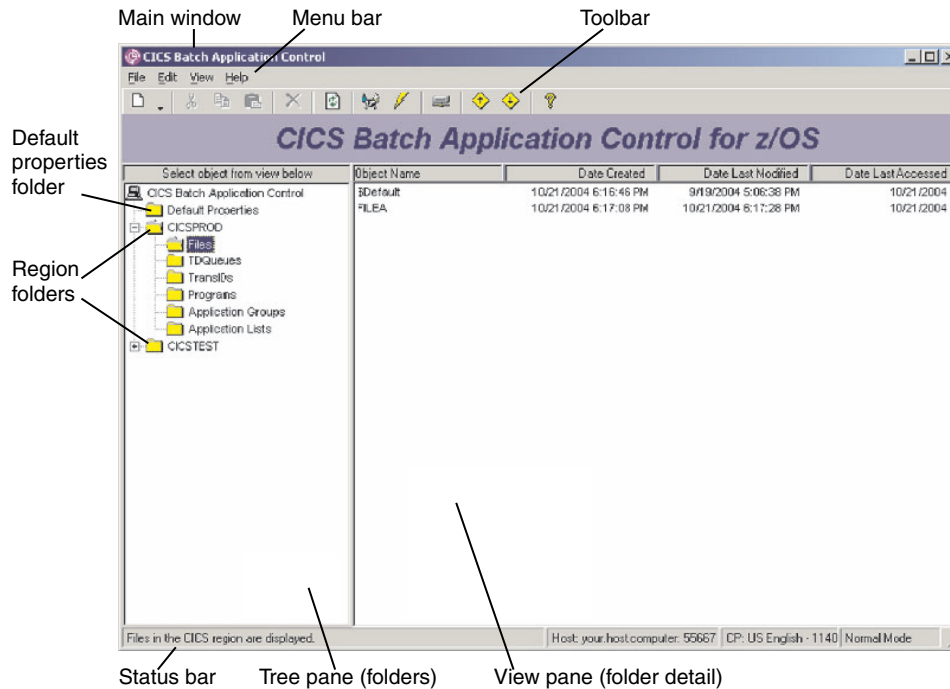 Main window Menu bar Toolbar
CICS Batch Application Control
File Edit View Help
CICS Batch Application Control for z/OS
Default
properties
folder
Region
folders
Select object from view below
CICS Batch Application Control
Default Properties
CICSPROD
Files
TDQueues
TransIDs
Programs
Application Groups
Application Lists
CICSTEST
Object Name Date Created Date Last Modified Date Last Accessed
$Default 10/21/2004 6:16:46 PM 9/19/2004 5:06:38 PM 10/21/2004
FILEA 10/21/2004 6:17:08 PM 10/21/2004 6:17:28 PM 10/21/2004
Files in the CICS region are displayed. Host: your.hostcomputer: 55667 CP: US English - 1140 Normal Mode
Status bar Tree pane (folders) View pane (folder detail)